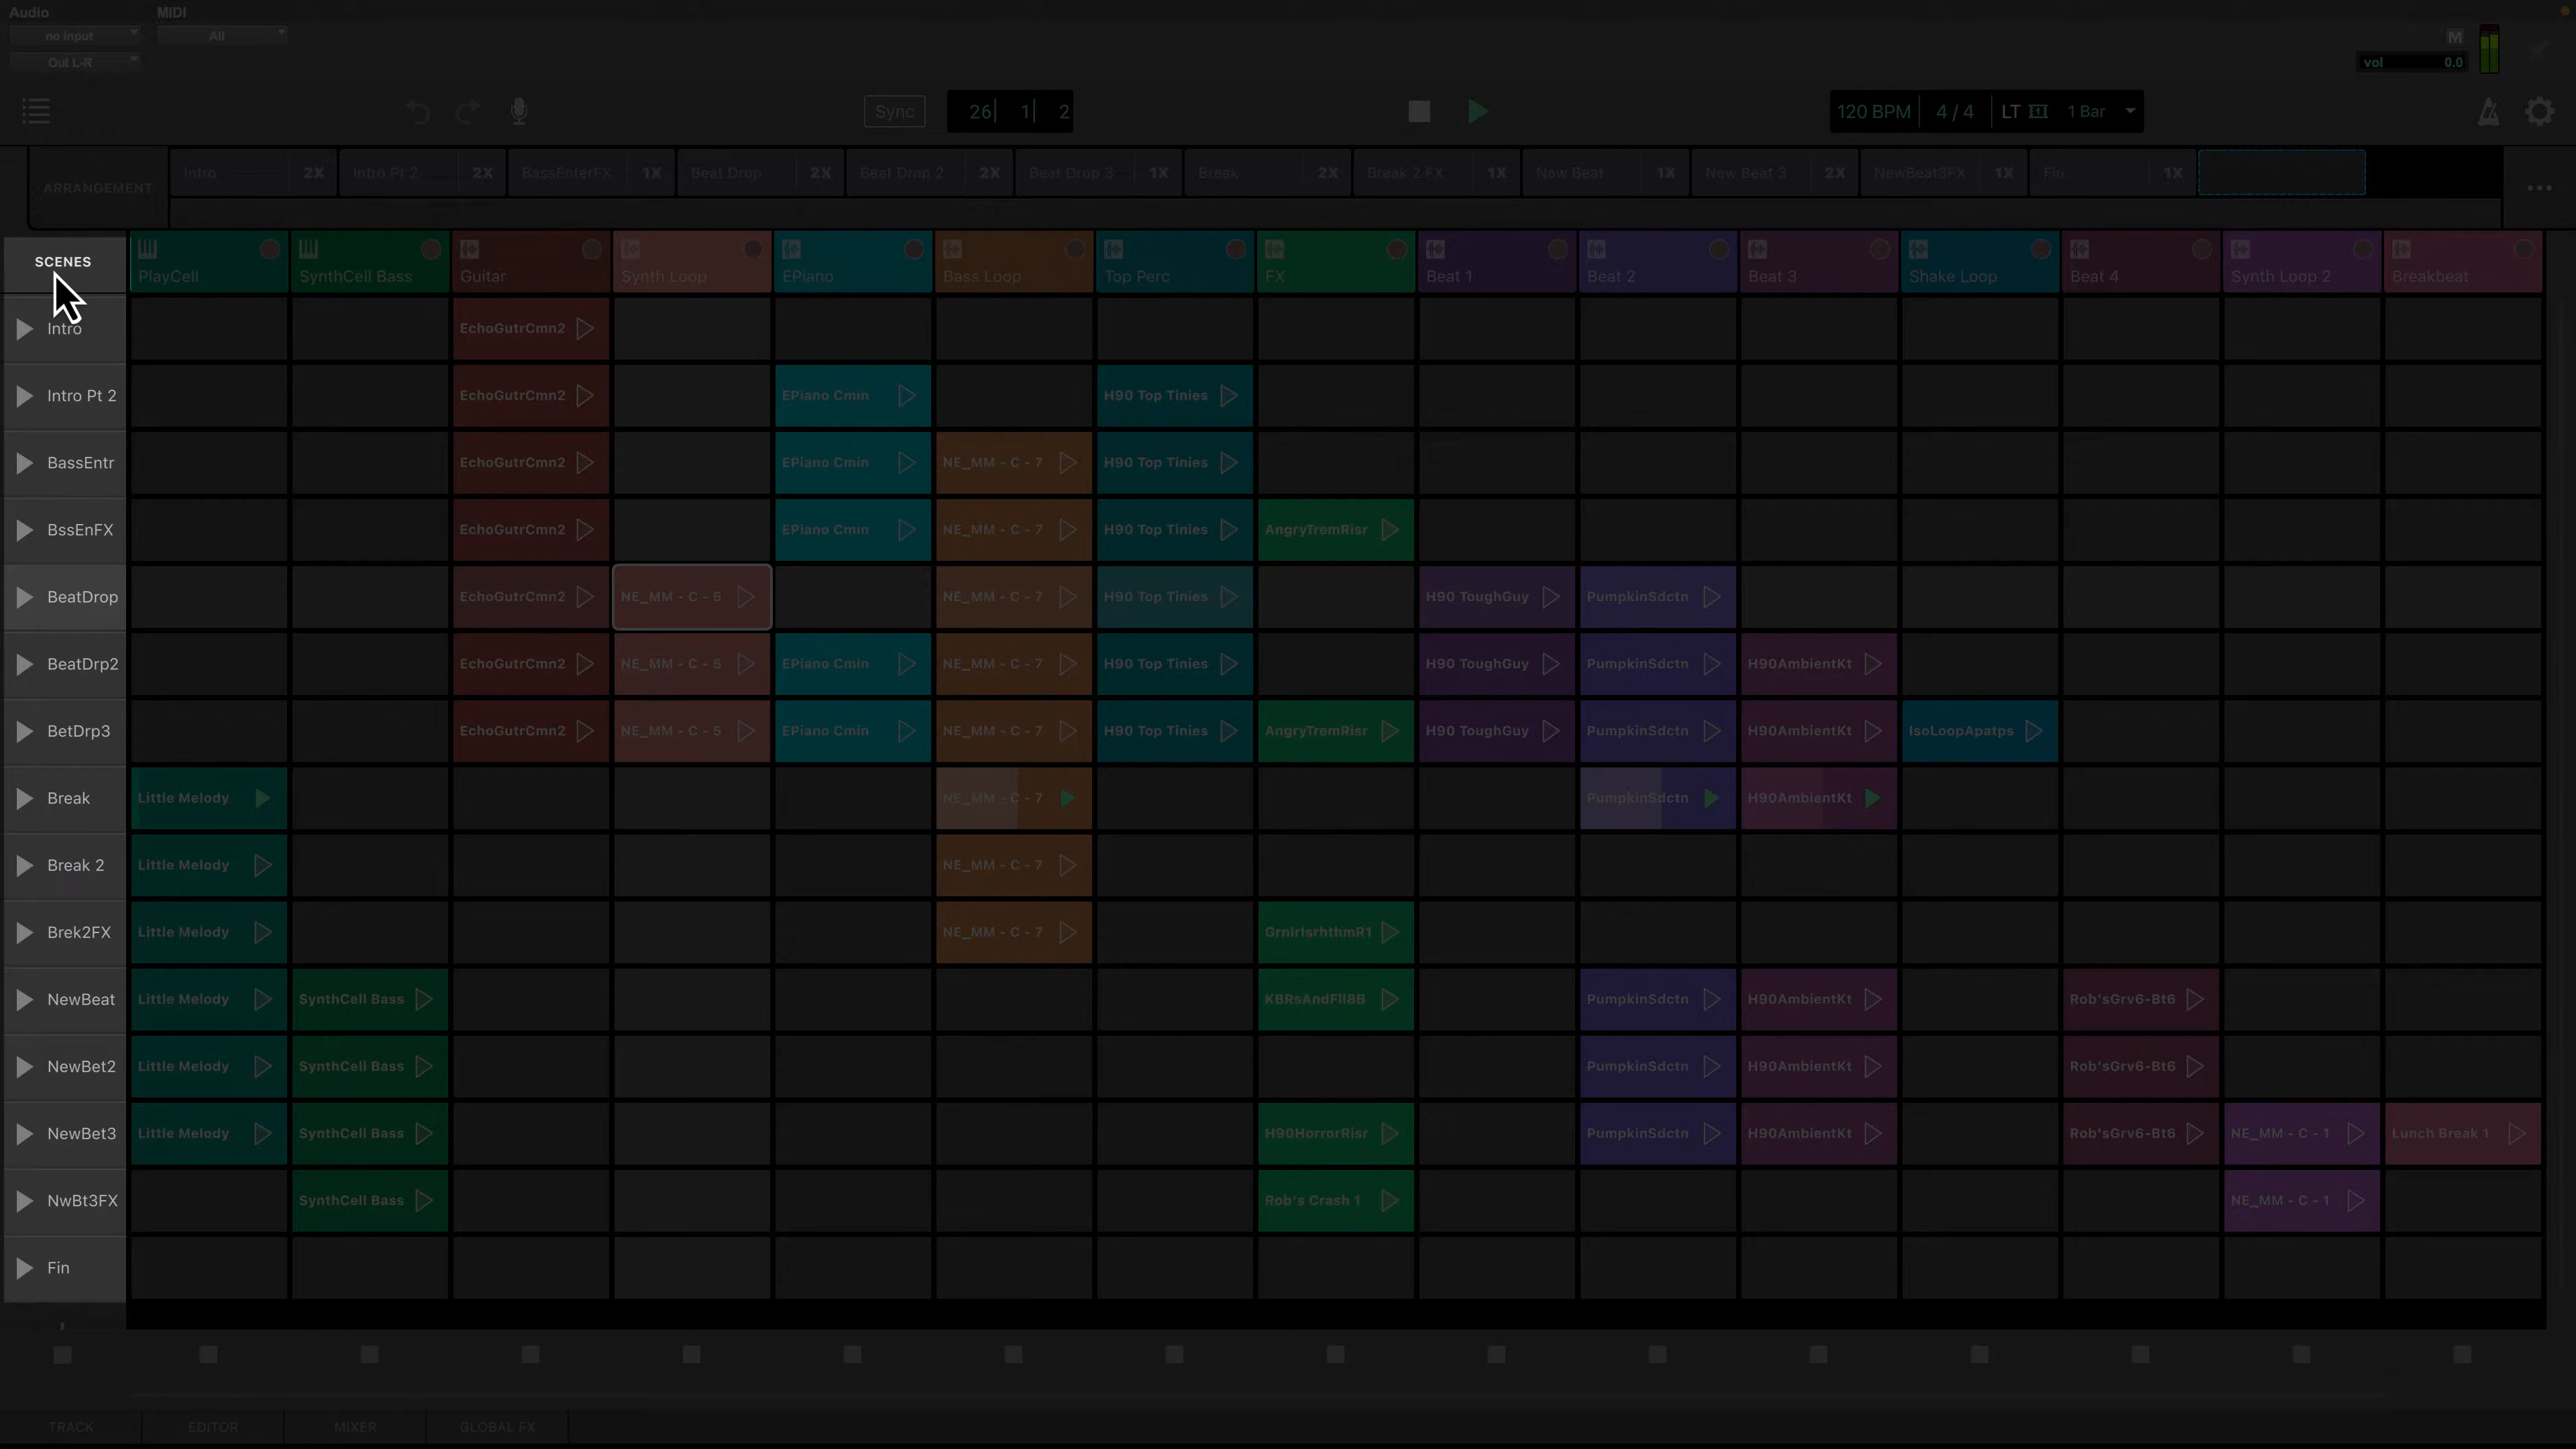 Audio MIDI
no input All
M
Out L-R vol 0.0
Sync 26| 1| 2 120 BPM 4 / 4 LT 1 Bar
ARRANGEMENT Intro 2X Intro Pt 2 2X BassEnterFX 1X Beat Drop 2X Beat Drop 2 2X Beat Drop 3 1X Break 2X Break 2 FX 1X New Beat 1X New Beat 3 2X NewBeat3FX 1X Fin 1X
SCENES PlayCell SynthCell Bass Guitar Synth Loop EPiano Bass Loop Top Perc FX Beat 1 Beat 2 Beat 3 Shake Loop Beat 4 Synth Loop 2 Breakbeat
Intro EchoGutrCmn2
Intro Pt 2 EchoGutrCmn2 EPiano Cmin H90 Top Tinies
BassEntr EchoGutrCmn2 EPiano Cmin NE_MM - C - 7 H90 Top Tinies
BssEnFX EchoGutrCmn2 EPiano Cmin NE_MM - C - 7 H90 Top Tinies AngryTremRisr
BeatDrop EchoGutrCmn2 NE_MM - C - 5 NE_MM - C - 7 H90 Top Tinies H90 ToughGuy PumpkinSdctn
BeatDrp2 EchoGutrCmn2 NE_MM - C - 5 EPiano Cmin NE_MM - C - 7 H90 Top Tinies H90 ToughGuy PumpkinSdctn H90AmbientKt
BetDrp3 EchoGutrCmn2 NE_MM - C - 5 EPiano Cmin NE_MM - C - 7 H90 Top Tinies AngryTremRisr H90 ToughGuy PumpkinSdctn H90AmbientKt IsoLoopApatps
Break Little Melody NE_MM - C - 7 PumpkinSdctn H90AmbientKt
Break 2 Little Melody NE_MM - C - 7
Brek2FX Little Melody NE_MM - C - 7 GrnlrIsrhthmR1
NewBeat Little Melody SynthCell Bass KBRsAndFll8B PumpkinSdctn H90AmbientKt Rob'sGrv6-Bt6
NewBet2 Little Melody SynthCell Bass PumpkinSdctn H90AmbientKt Rob'sGrv6-Bt6
NewBet3 Little Melody SynthCell Bass H90HorrorRisr PumpkinSdctn H90AmbientKt Rob'sGrv6-Bt6 NE_MM - C - 1 Lunch Break 1
NwBt3FX SynthCell Bass Rob's Crash 1 NE_MM - C - 1
Fin
TRACK EDITOR MIXER GLOBAL FX